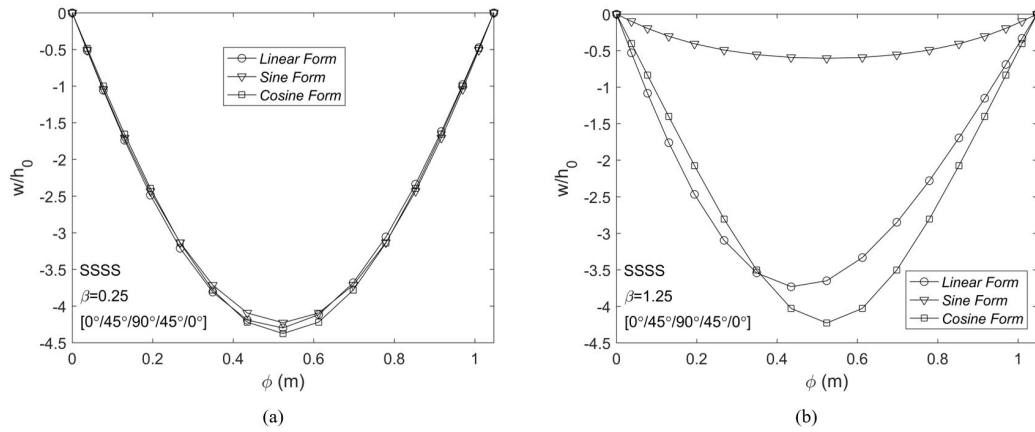 0
-0.5
-1
-1.5
-2
-2.5
-3
-3.5
-4
-4.5
w/h0
Linear Form
Sine Form
Cosine Form
SSSS
β=0.25
[0°/45°/90°/45°/0°]
0 0.2 0.4 0.6 0.8 1
ϕ (m)
(a)
0
-0.5
-1
-1.5
-2
-2.5
-3
-3.5
-4
-4.5
w/h0
SSSS
β=1.25
[0°/45°/90°/45°/0°]
Linear Form
Sine Form
Cosine Form
0 0.2 0.4 0.6 0.8 1
ϕ (m)
(b)